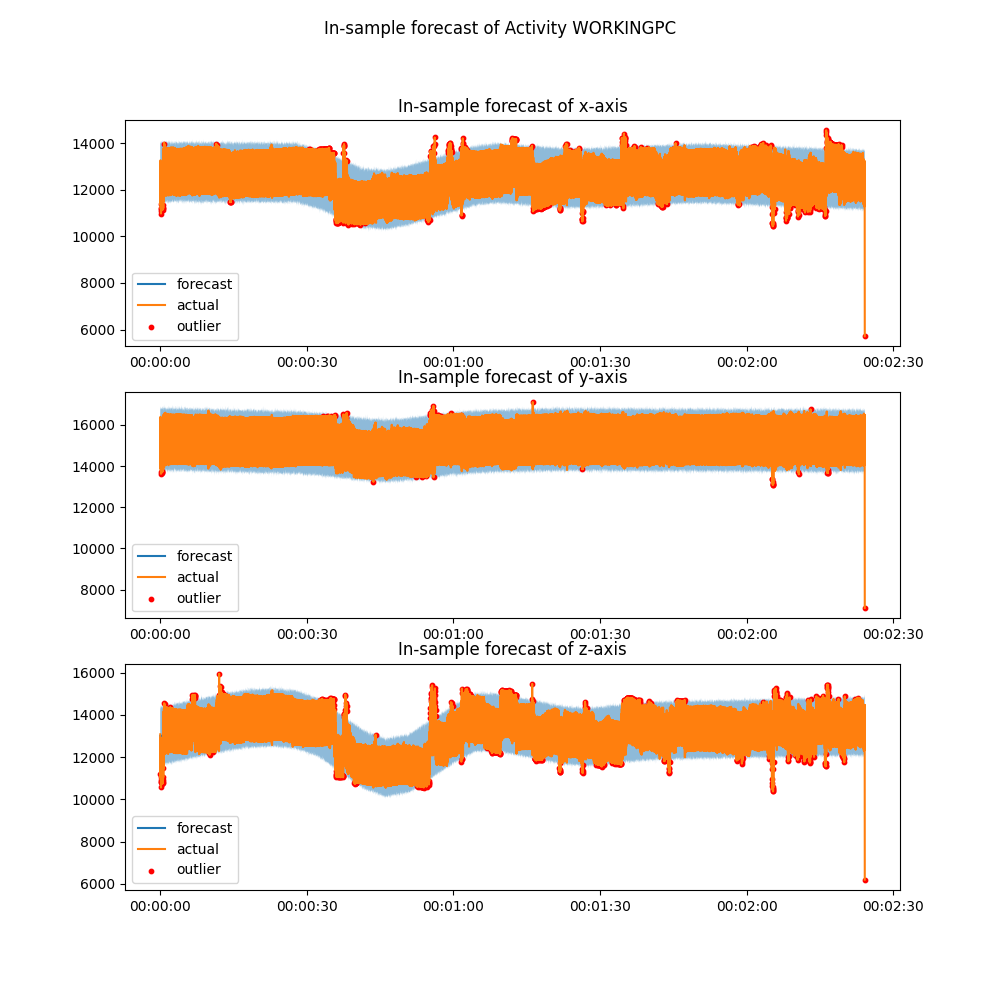 In-sample forecast of Activity WORKINGPC
In-sample forecast of x-axis
14000
12000
10000
8000
6000
forecast
actual
outlier
00:00:00 00:00:30 00:01:00 00:01:30 00:02:00 00:02:30
In-sample forecast of y-axis
16000
14000
12000
10000
8000
forecast
actual
outlier
00:00:00 00:00:30 00:01:00 00:01:30 00:02:00 00:02:30
In-sample forecast of z-axis
16000
14000
12000
10000
8000
6000
forecast
actual
outlier
00:00:00 00:00:30 00:01:00 00:01:30 00:02:00 00:02:30